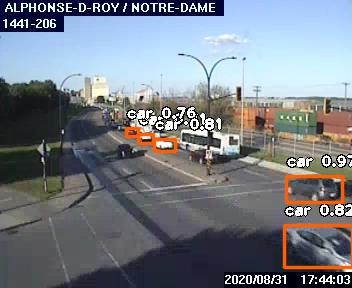 ALPHONSE-D-ROY / NOTRE-DAME
1441-206
car 0.76
car 0.81
car 0.97
car 0.82
2020/08/31 17:44:03